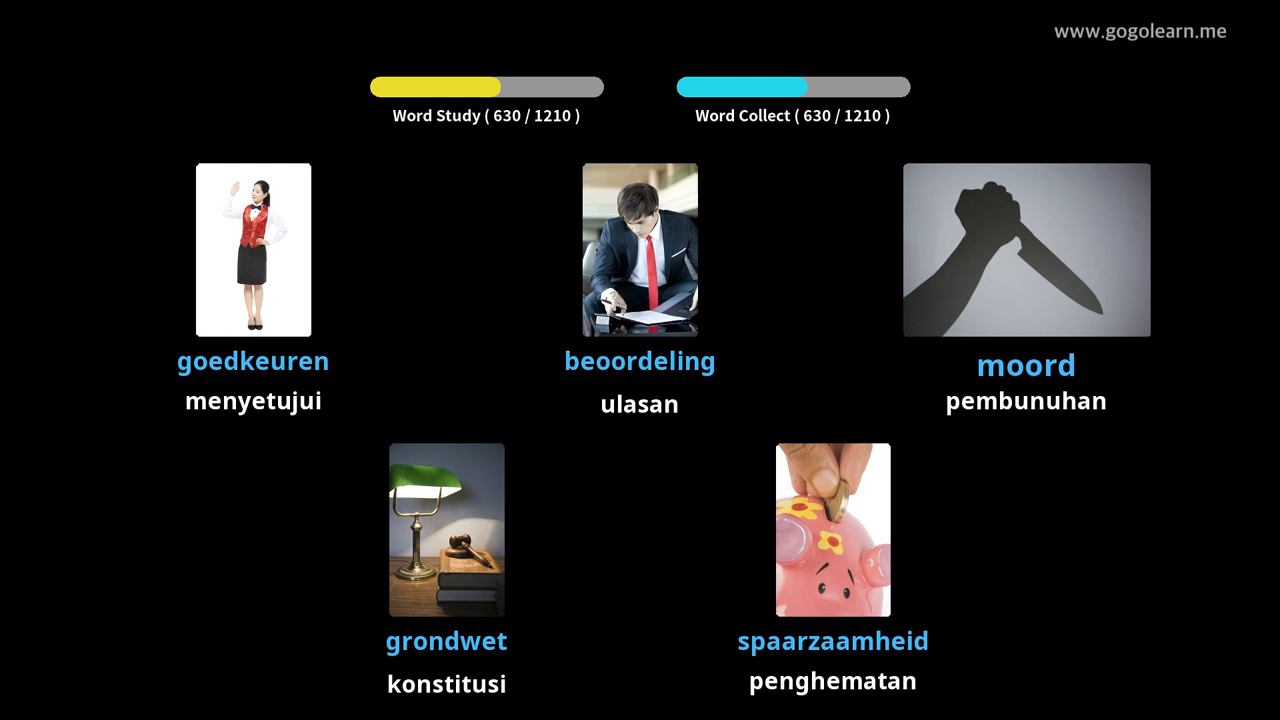 www.gogolearn.me
Word Study ( 630 / 1210 )
Word Collect ( 630 / 1210 )
goedkeuren
menyetujui
beoordeling
ulasan
moord
pembunuhan
grondwet
konstitusi
spaarzaamheid
penghematan